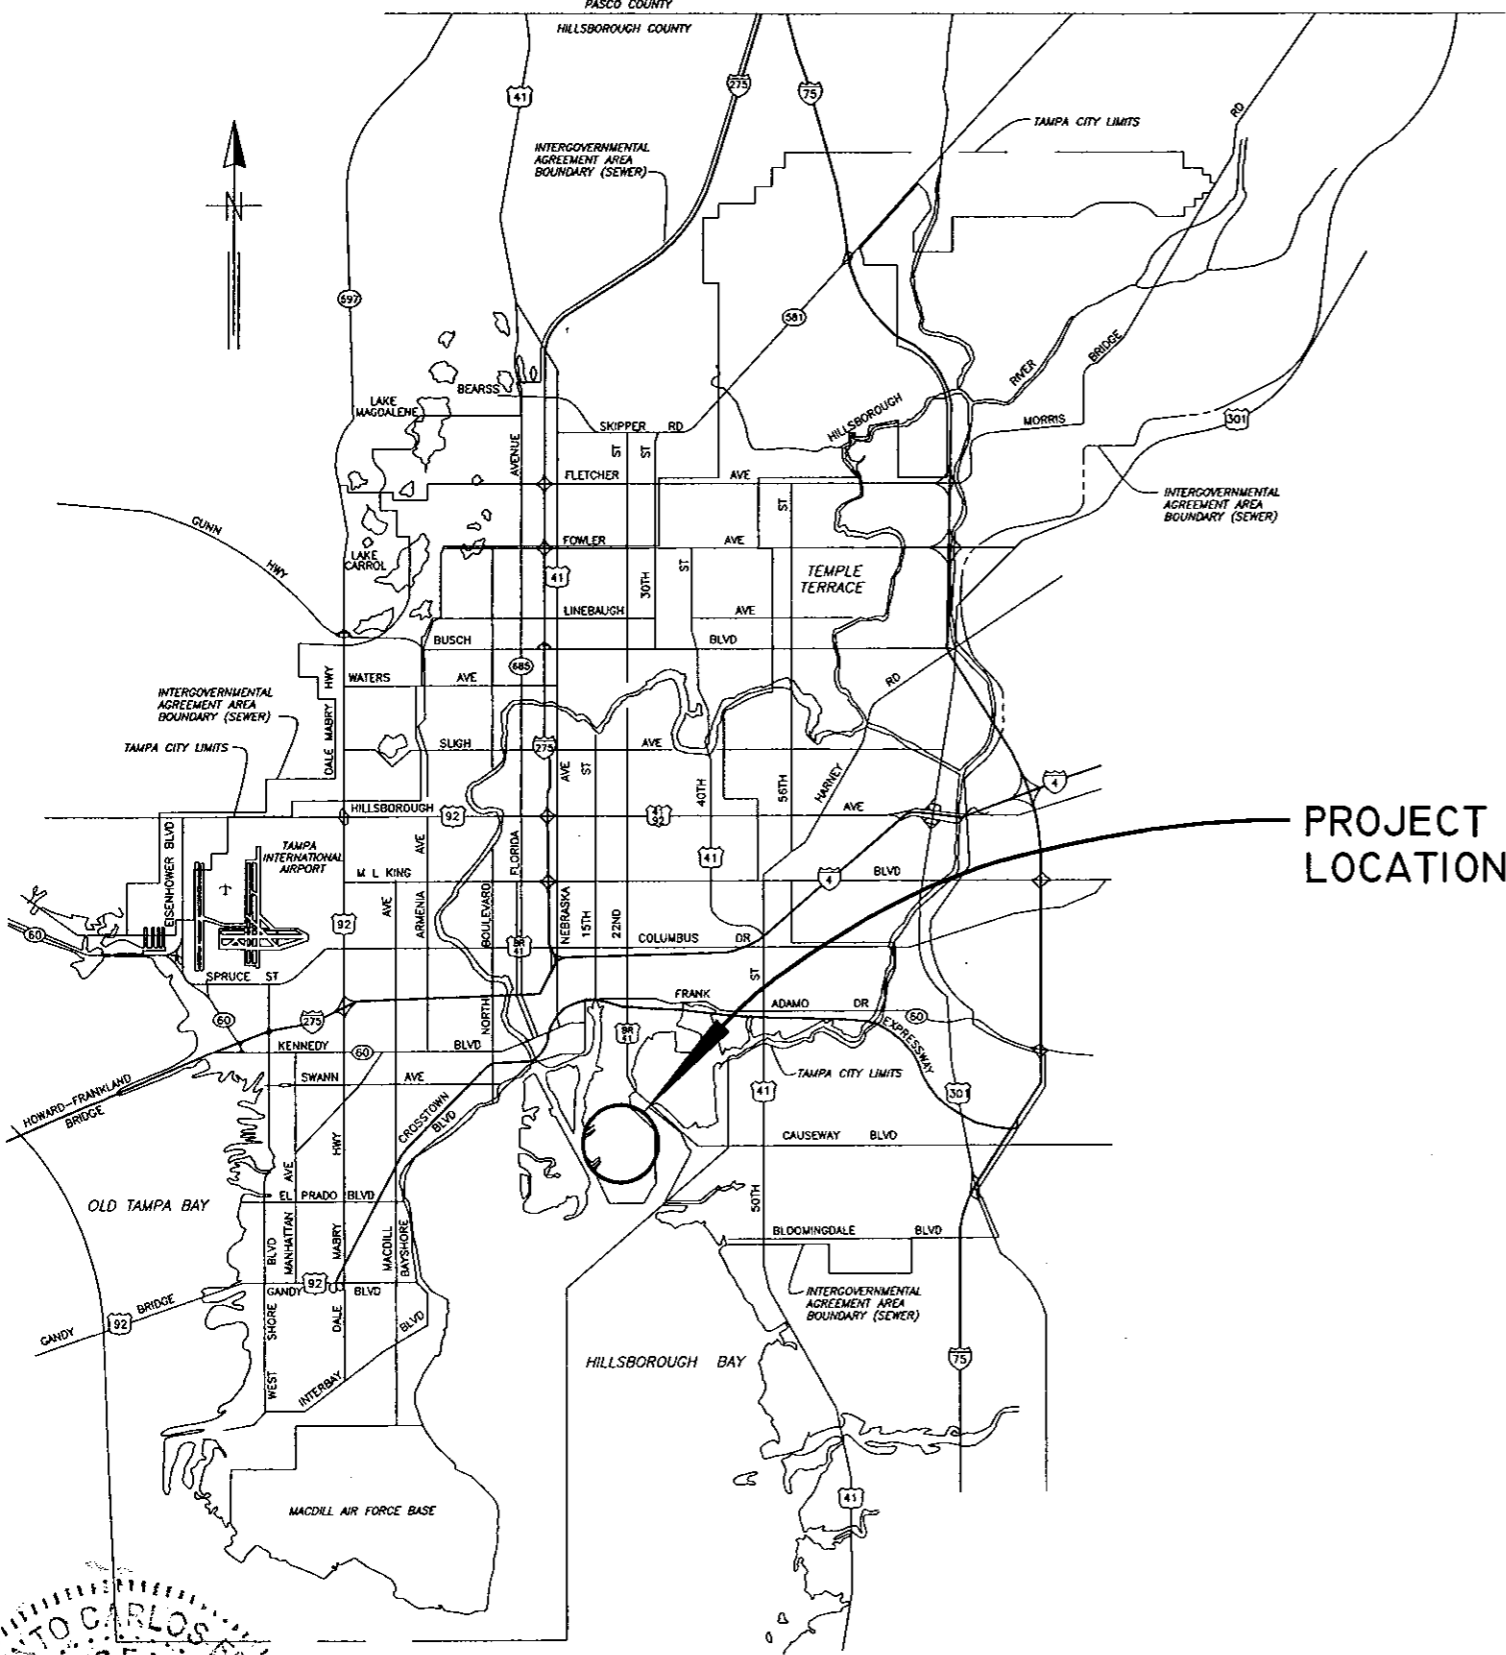 PASCO COUNTY
HILLSBOROUGH COUNTY
41
275
75
TAMPA CITY LIMITS
RD
INTERGOVERNMENTAL
AGREEMENT AREA
BOUNDARY (SEWER)
N
597
581
BRIDGE
RIVER
BEARSS
LAKE
MAGDALENE
HILLSBOROUGH
MORRIS
301
SKIPPER RD
AVENUE
ST
ST
FLETCHER AVE
ST
INTERGOVERNMENTAL
AGREEMENT AREA
BOUNDARY (SEWER)
GUNN
HWY
LAKE
CARROL
FOWLER AVE
41
30TH
ST
TEMPLE
TERRACE
LINEBAUGH AVE
BUSCH BLVD
685
WATERS AVE
DALE MABRY HWY
RD
INTERGOVERNMENTAL
AGREEMENT AREA
BOUNDARY (SEWER)
TAMPA CITY LIMITS
SLIGH AVE
275
AVE
ST
40TH
56TH
HARNEY
4
HILLSBOROUGH AVE
92
41
92
PROJECT
LOCATION
EISENHOWER BLVD
TAMPA
INTERNATIONAL
AIRPORT
AVE
FLORIDA
41
M L KING BLVD
4
AVE
ARMENIA
BOULEVARD
NEBRASKA
15TH
22ND
92
60
BR
41
COLUMBUS DR
SPRUCE ST
ST
FRANK ADAMO DR
60
NORTH
60
275
BR
41
EXPRESSWAY
KENNEDY BLVD
60
SWANN AVE
TAMPA CITY LIMITS
41
301
HOWARD-FRANKLAND
BRIDGE
CROSSTOWN
BLVD
HWY
CAUSEWAY BLVD
AVE
EL PRADO BLVD
OLD TAMPA BAY
50TH
BLVD
MANHATTAN
MABRY
MACDILL
BAYSHORE
BLOOMINGDALE BLVD
92
GANDY BLVD
INTERGOVERNMENTAL
AGREEMENT AREA
BOUNDARY (SEWER)
GANDY
92
BRIDGE
SHORE
DALE
BLVD
HILLSBOROUGH BAY
75
WEST
INTERBAY
41
MACDILL AIR FORCE BASE
CARLOS